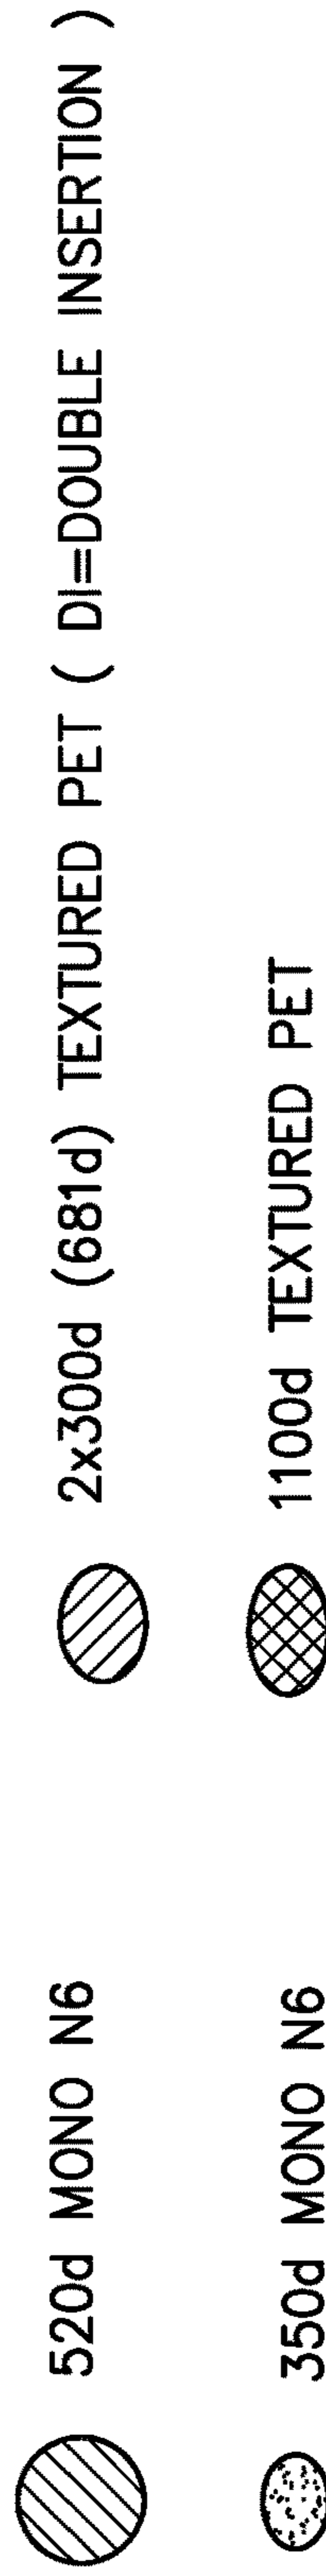 520d MONO N6
2x300d (681d) TEXTURED PET ( DI=DOUBLE INSERTION )
350d MONO N6
1100d TEXTURED PET